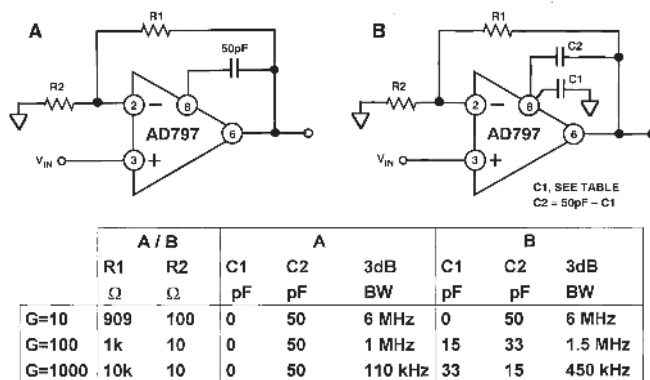 A
R1
50pF
R2
2
8
AD797
6
VIN
3
+
B
R1
C2
C1
R2
2
8
AD797
6
VIN
3
+
C1, SEE TABLE
C2 = 50pF – C1
A / B A B
R1 R2 C1 C2 3dB C1 C2 3dB
Ω Ω pF pF BW pF pF BW
G=10 909 100 0 50 6 MHz 0 50 6 MHz
G=100 1k 10 0 50 1 MHz 15 33 1.5 MHz
G=1000 10k 10 0 50 110 kHz 33 15 450 kHz